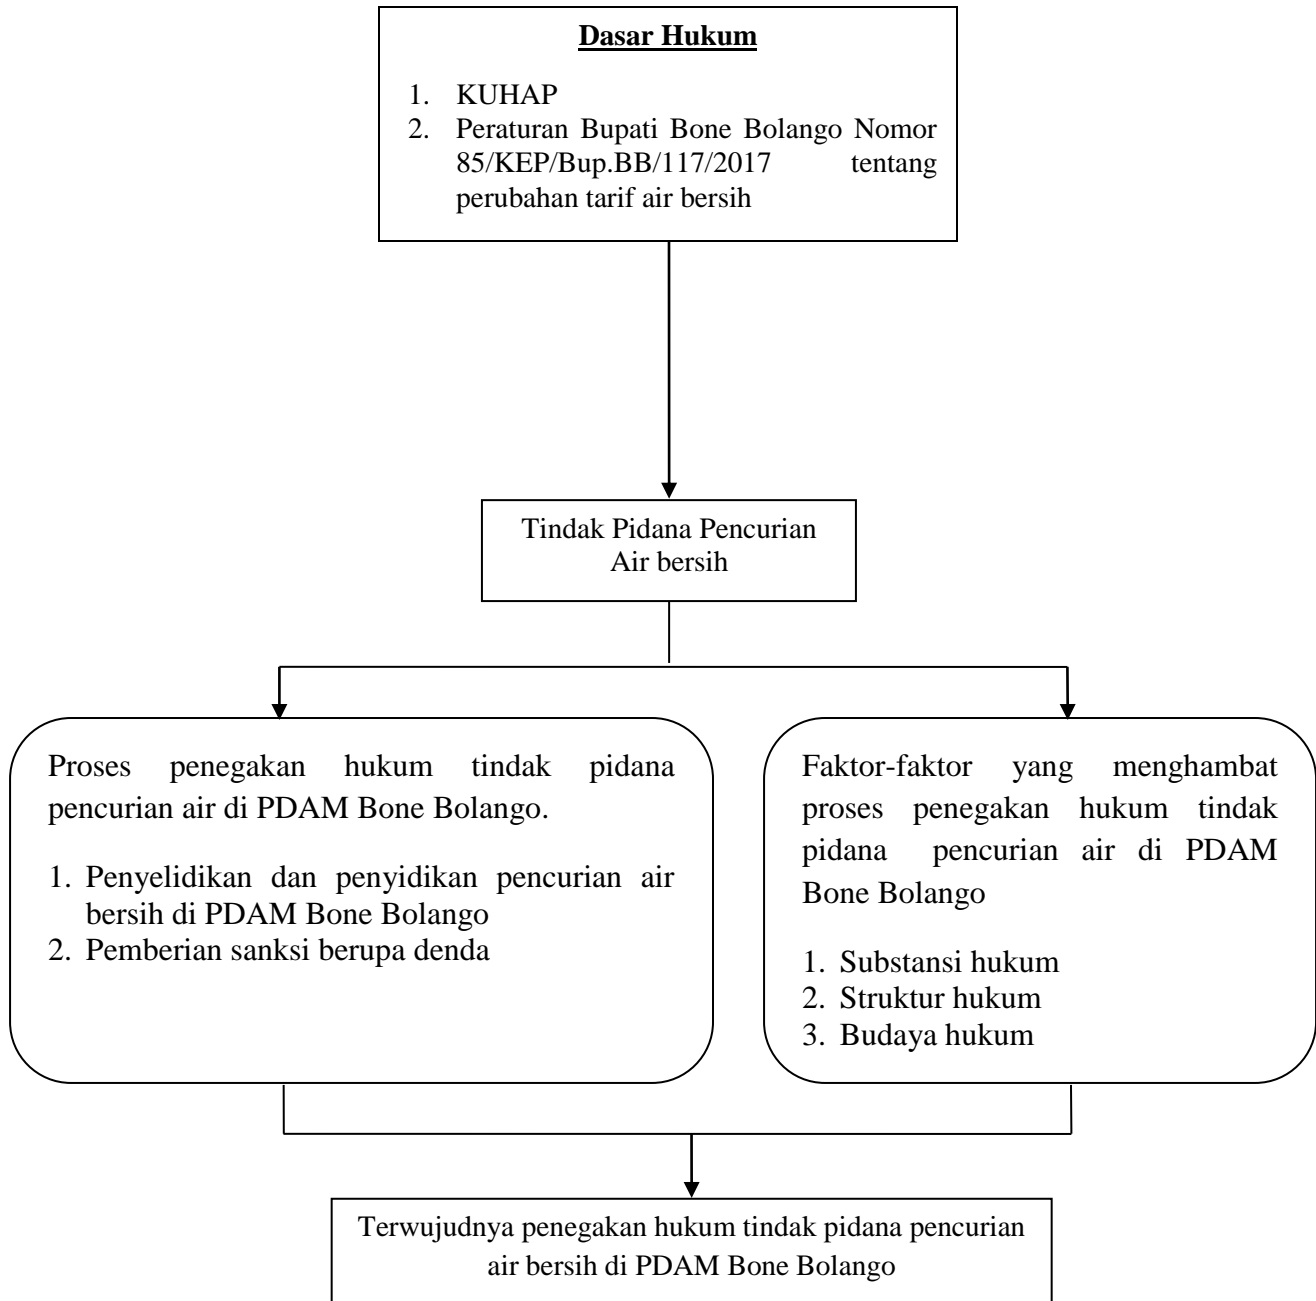 Dasar Hukum
1. KUHAP
2. Peraturan Bupati Bone Bolango Nomor
85/KEP/Bup.BB/117/2017 tentang
perubahan tarif air bersih
Tindak Pidana Pencurian
Air bersih
Proses penegakan hukum tindak pidana
pencurian air di PDAM Bone Bolango.
1. Penyelidikan dan penyidikan pencurian air
bersih di PDAM Bone Bolango
2. Pemberian sanksi berupa denda
Faktor-faktor yang menghambat
proses penegakan hukum tindak
pidana pencurian air di PDAM
Bone Bolango
1. Substansi hukum
2. Struktur hukum
3. Budaya hukum
Terwujudnya penegakan hukum tindak pidana pencurian
air bersih di PDAM Bone Bolango